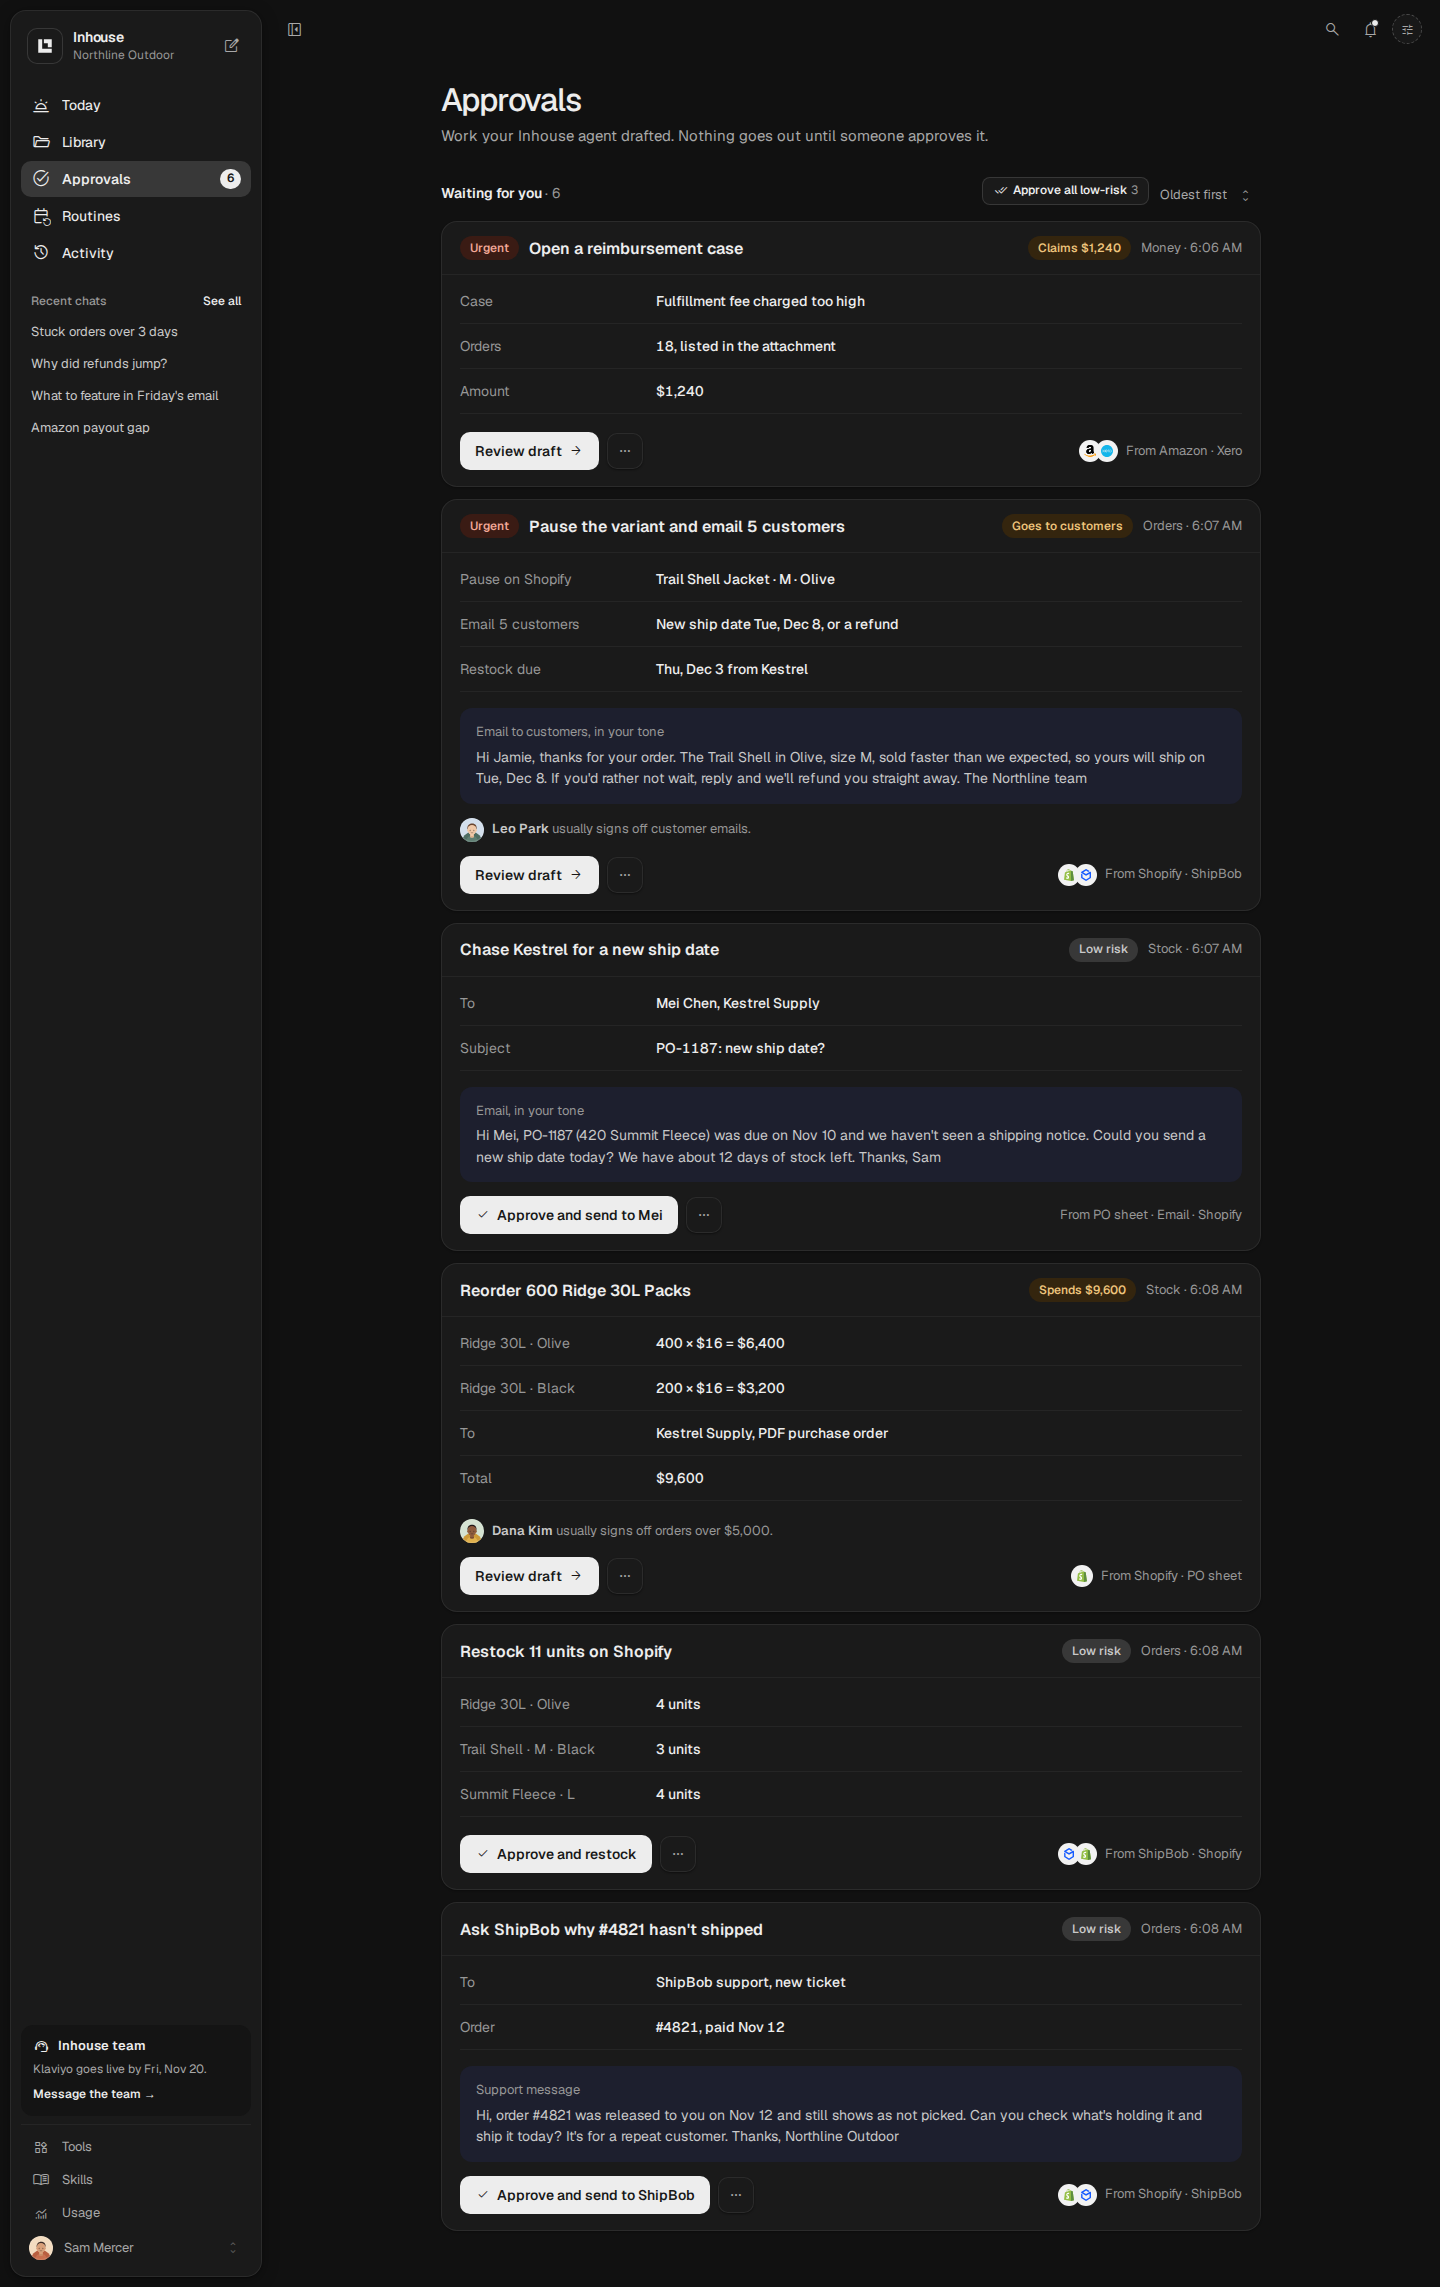 Inhouse
Northline Outdoor
Today
Library
Approvals 6
Routines
Activity
Recent chats See all
Stuck orders over 3 days
Why did refunds jump?
What to feature in Friday's email
Amazon payout gap
Inhouse team
Klaviyo goes live by Fri, Nov 20.
Message the team →
Tools
Skills
Usage
Sam Mercer
Approvals
Work your Inhouse agent drafted. Nothing goes out until someone approves it.
Waiting for you · 6 Approve all low-risk 3 Oldest first
Urgent Open a reimbursement case Claims $1,240 Money · 6:06 AM
Case Fulfillment fee charged too high
Orders 18, listed in the attachment
Amount $1,240
Review draft → ··· From Amazon · Xero
Urgent Pause the variant and email 5 customers Goes to customers Orders · 6:07 AM
Pause on Shopify Trail Shell Jacket · M · Olive
Email 5 customers New ship date Tue, Dec 8, or a refund
Restock due Thu, Dec 3 from Kestrel
Email to customers, in your tone
Hi Jamie, thanks for your order. The Trail Shell in Olive, size M, sold faster than we expected, so yours will ship on
Tue, Dec 8. If you'd rather not wait, reply and we'll refund you straight away. The Northline team
Leo Park usually signs off customer emails.
Review draft → ··· From Shopify · ShipBob
Chase Kestrel for a new ship date Low risk Stock · 6:07 AM
To Mei Chen, Kestrel Supply
Subject PO-1187: new ship date?
Email, in your tone
Hi Mei, PO-1187 (420 Summit Fleece) was due on Nov 10 and we haven't seen a shipping notice. Could you send a
new ship date today? We have about 12 days of stock left. Thanks, Sam
Approve and send to Mei ··· From PO sheet · Email · Shopify
Reorder 600 Ridge 30L Packs Spends $9,600 Stock · 6:08 AM
Ridge 30L · Olive 400 × $16 = $6,400
Ridge 30L · Black 200 × $16 = $3,200
To Kestrel Supply, PDF purchase order
Total $9,600
Dana Kim usually signs off orders over $5,000.
Review draft → ··· From Shopify · PO sheet
Restock 11 units on Shopify Low risk Orders · 6:08 AM
Ridge 30L · Olive 4 units
Trail Shell · M · Black 3 units
Summit Fleece · L 4 units
Approve and restock ··· From ShipBob · Shopify
Ask ShipBob why #4821 hasn't shipped Low risk Orders · 6:08 AM
To ShipBob support, new ticket
Order #4821, paid Nov 12
Support message
Hi, order #4821 was released to you on Nov 12 and still shows as not picked. Can you check what's holding it and
ship it today? It's for a repeat customer. Thanks, Northline Outdoor
Approve and send to ShipBob ··· From Shopify · ShipBob